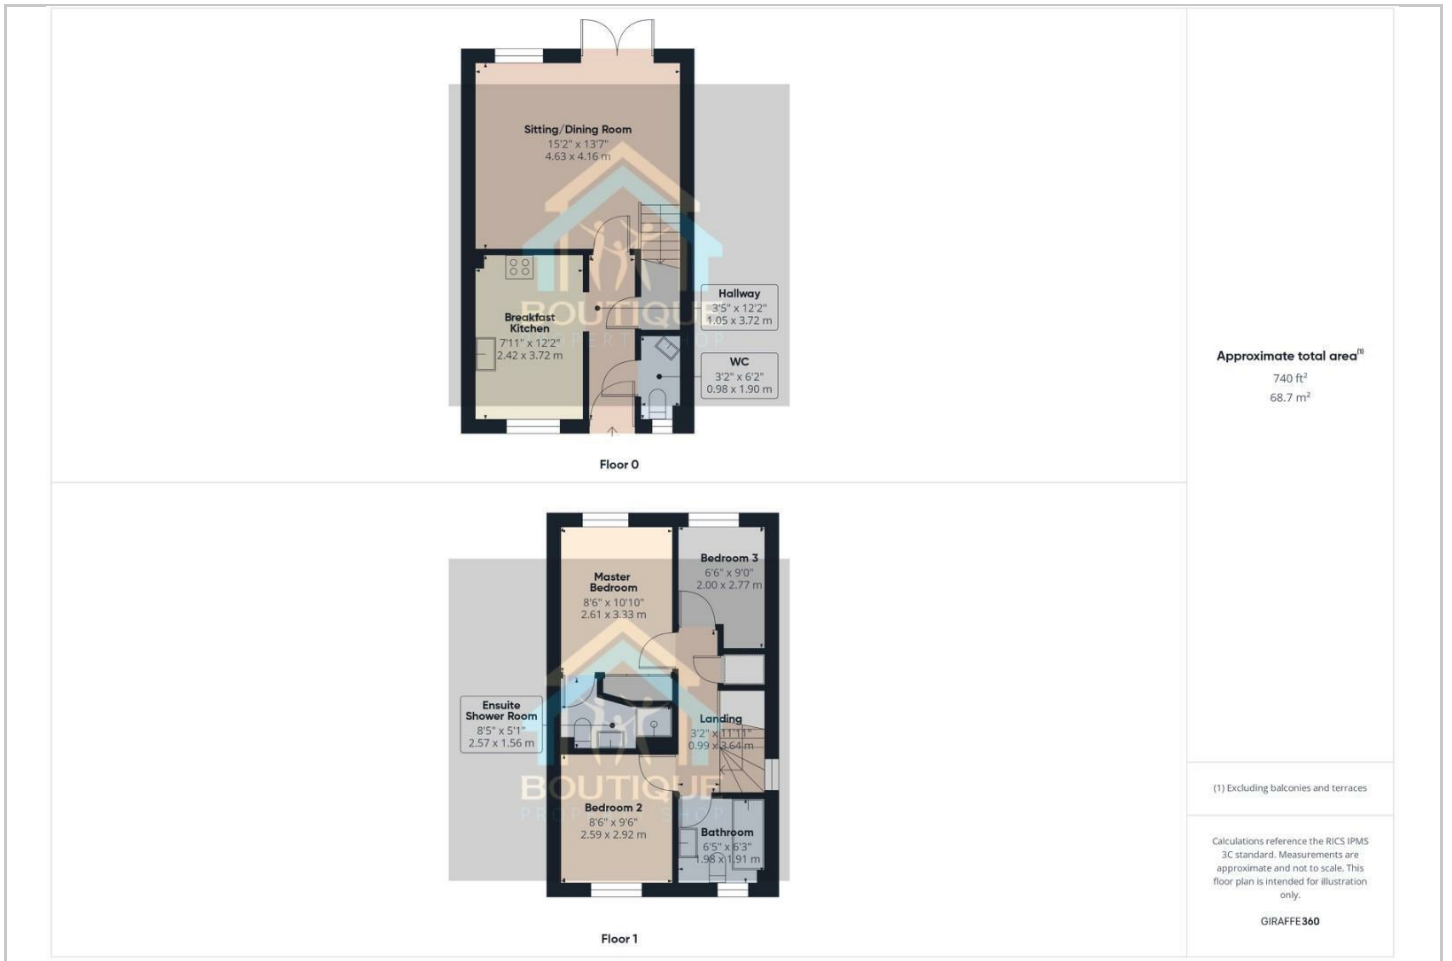 Sitting/Dining Room
15'2" x 13'7"
4.63 x 4.16 m
Breakfast
Kitchen
7'11" x 12'2"
2.42 x 3.72 m
Hallway
3'5" x 12'2"
1.05 x 3.72 m
WC
3'2" x 6'2"
0.98 x 1.90 m
BOUTIQUE
PROPERTY SHOP
Floor 0
Master
Bedroom
8'6" x 10'10"
2.61 x 3.33 m
Bedroom 3
6'6" x 9'0"
2.00 x 2.77 m
Ensuite
Shower Room
8'5" x 5'1"
2.57 x 1.56 m
Landing
3'2" x 11'11"
0.99 x 3.64 m
BOUTIQUE
PROPERTY SHOP
Bedroom 2
8'6" x 9'6"
2.59 x 2.92 m
Bathroom
6'5" x 6'3"
1.98 x 1.91 m
Floor 1
Approximate total area(1)
740 ft²
68.7 m²
(1) Excluding balconies and terraces
Calculations reference the RICS IPMS
3C standard. Measurements are
approximate and not to scale. This
floor plan is intended for illustration
only.
GIRAFFE360